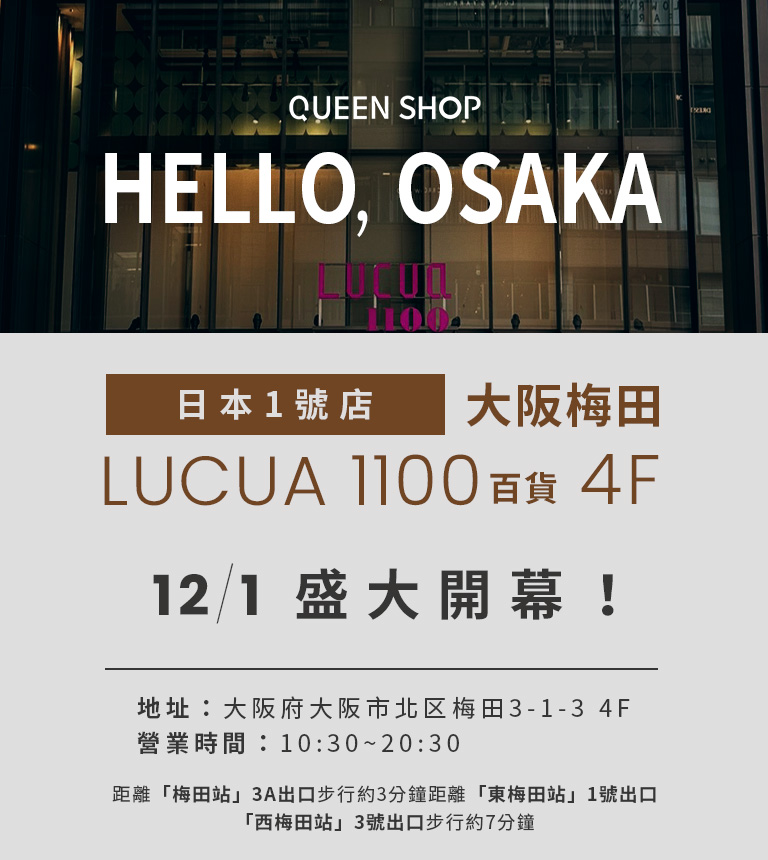 QUEEN SHOP
HELLO, OSAKA
LUCUA
1100
日本1號店 大阪梅田
LUCUA 1100百貨 4F
12/1 盛大開幕！
地址：大阪府大阪市北区梅田3-1-3 4F
營業時間：10:30~20:30
距離「梅田站」3A出口步行約3分鐘距離「東梅田站」1號出口
「西梅田站」3號出口步行約7分鐘